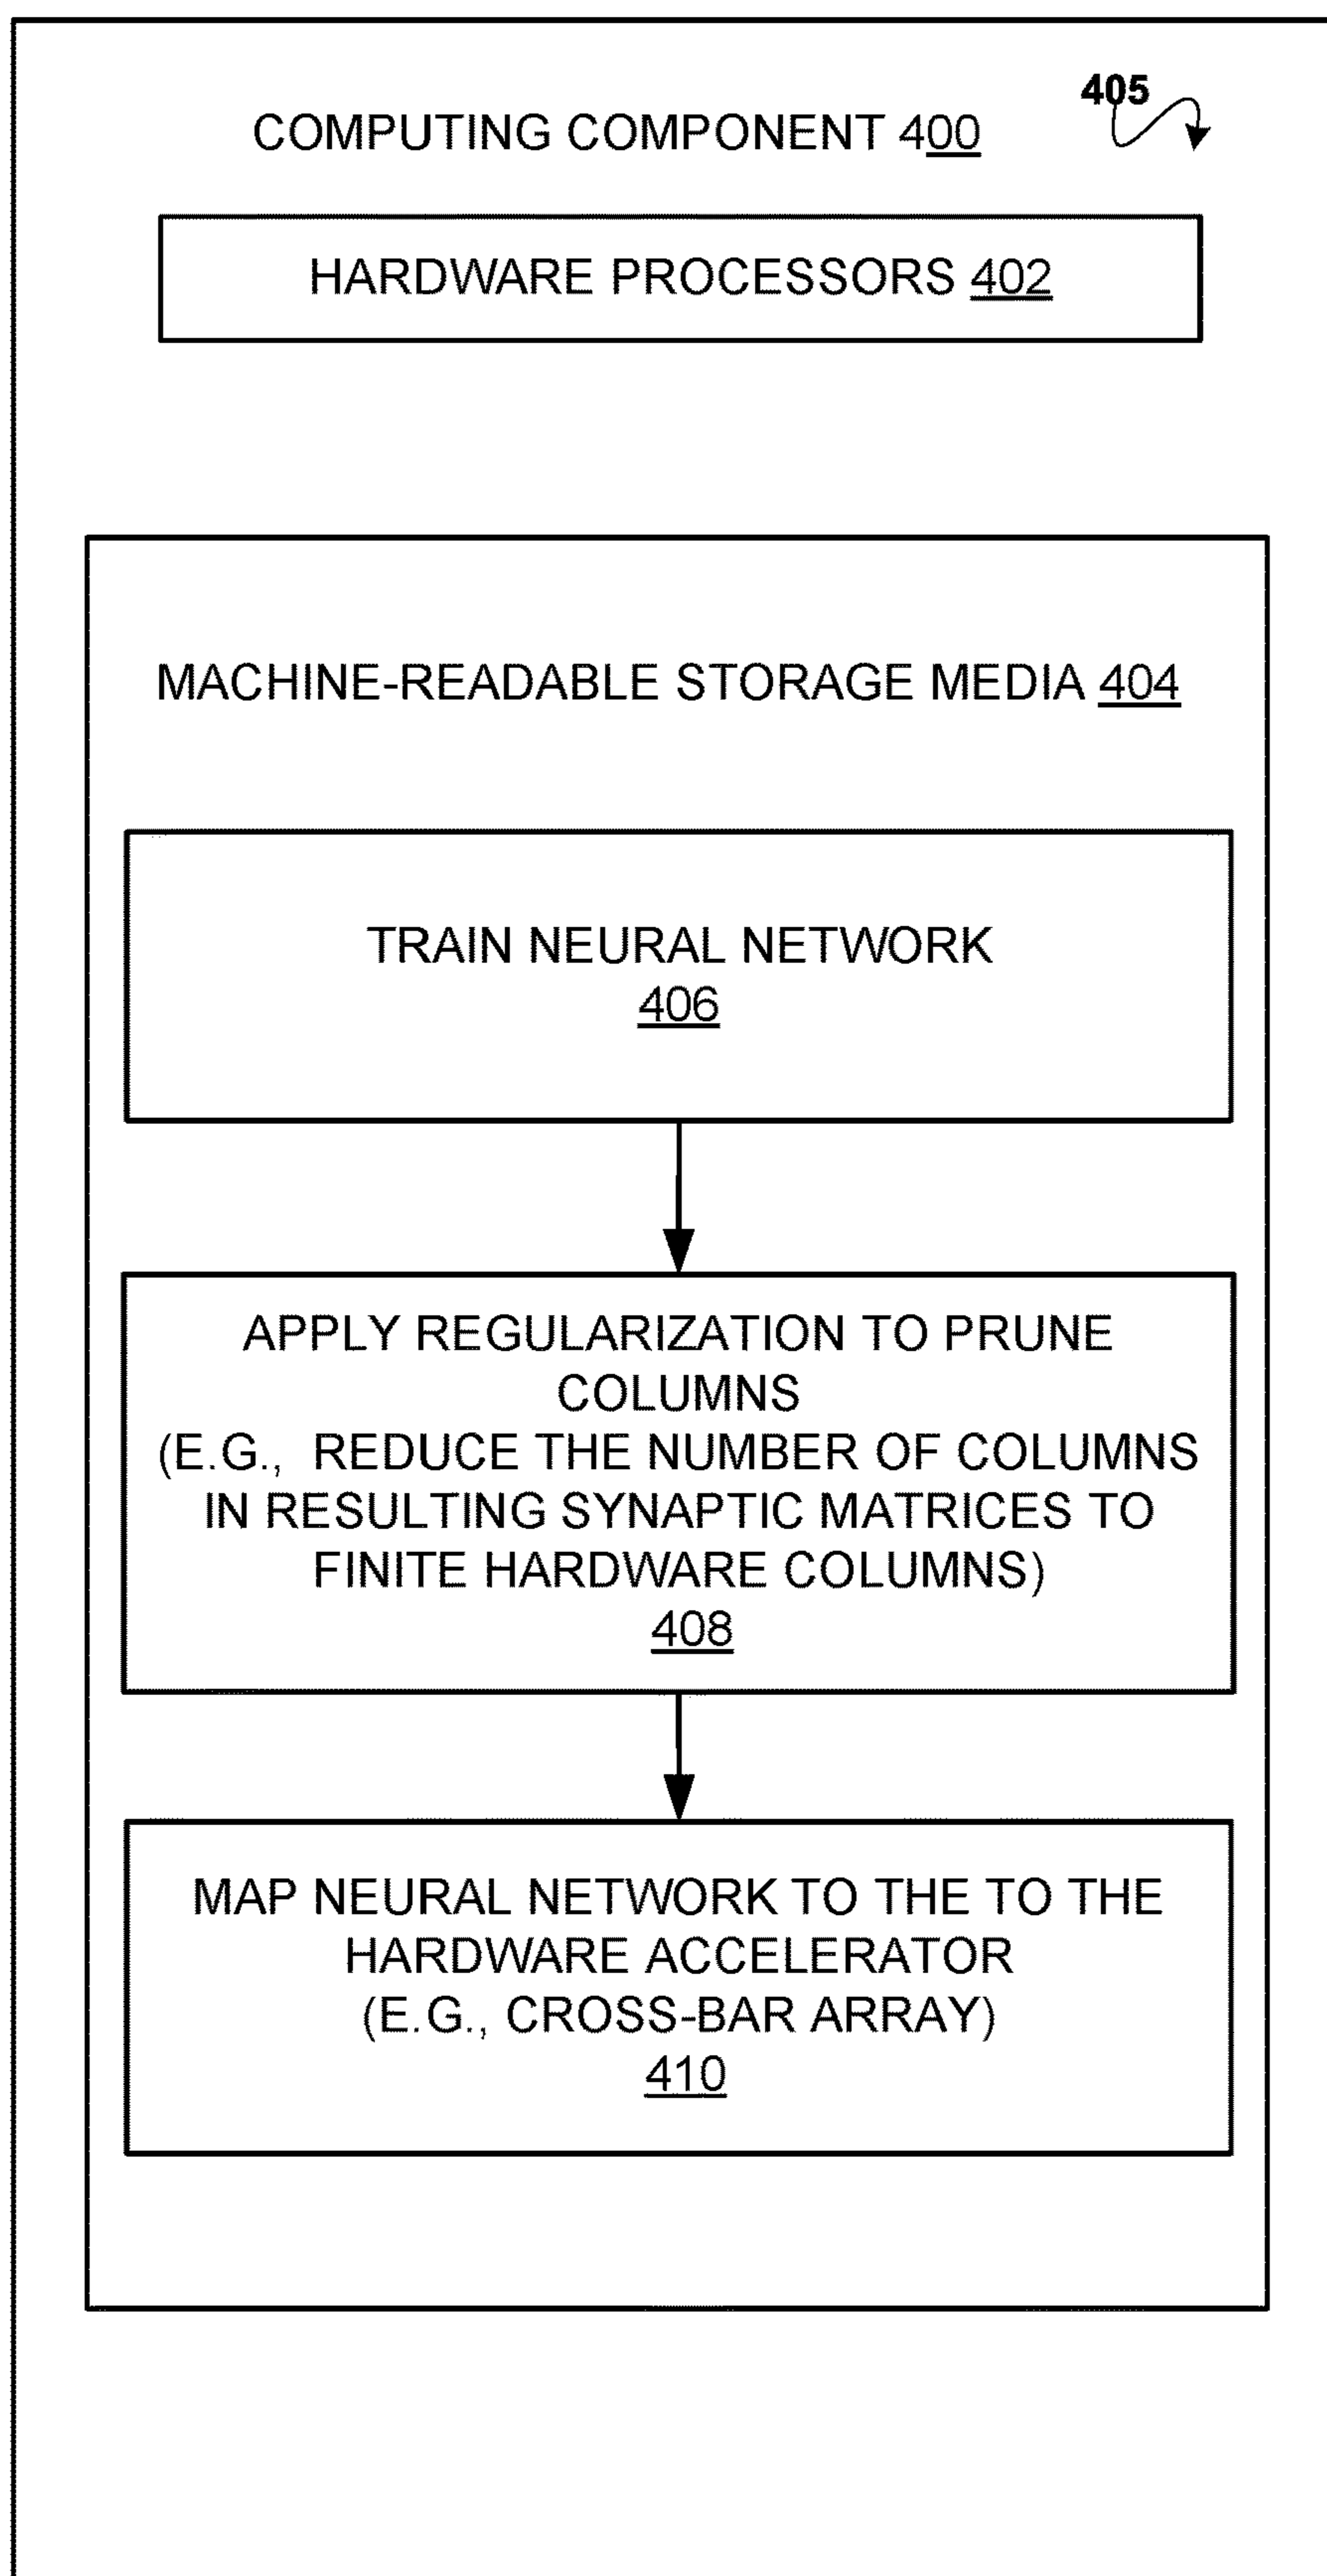 405
COMPUTING COMPONENT 400
HARDWARE PROCESSORS 402
MACHINE-READABLE STORAGE MEDIA 404
TRAIN NEURAL NETWORK
406
APPLY REGULARIZATION TO PRUNE
COLUMNS
(E.G., REDUCE THE NUMBER OF COLUMNS
IN RESULTING SYNAPTIC MATRICES TO
FINITE HARDWARE COLUMNS)
408
MAP NEURAL NETWORK TO THE TO THE
HARDWARE ACCELERATOR
(E.G., CROSS-BAR ARRAY)
410